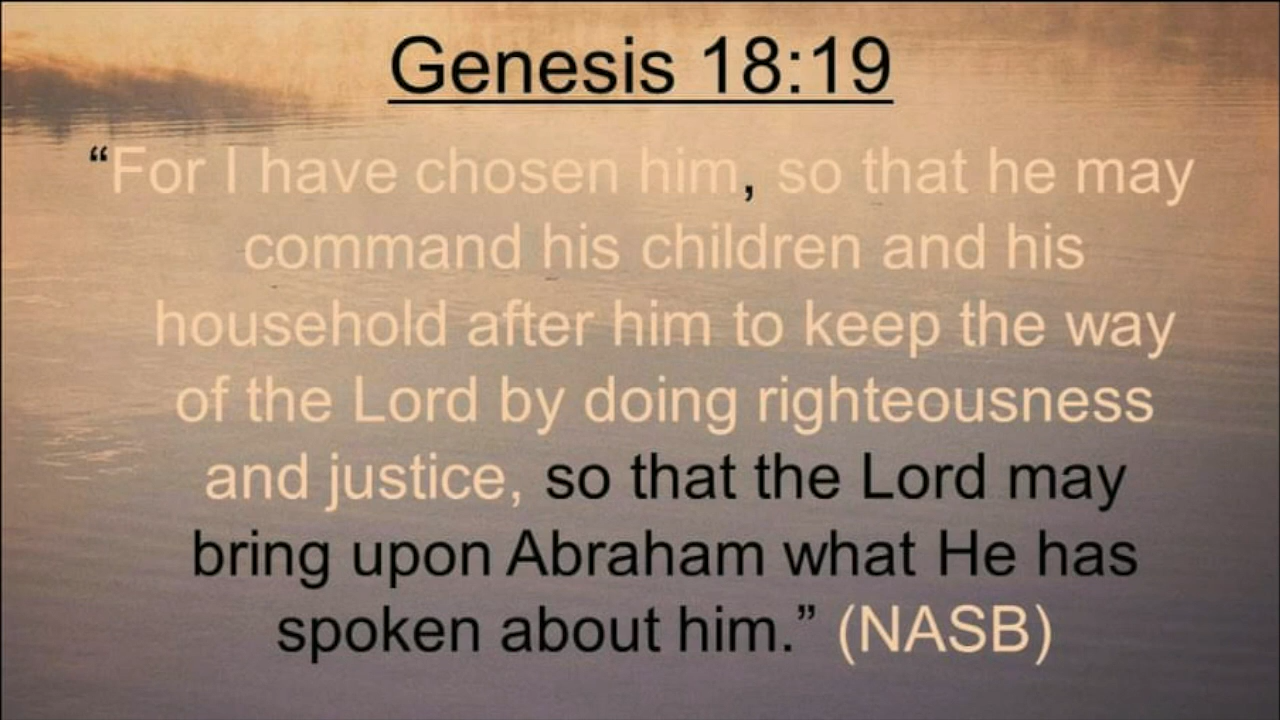 Genesis 18:19
“For I have chosen him, so that he may
command his children and his
household after him to keep the way
of the Lord by doing righteousness
and justice, so that the Lord may
bring upon Abraham what He has
spoken about him.” (NASB)